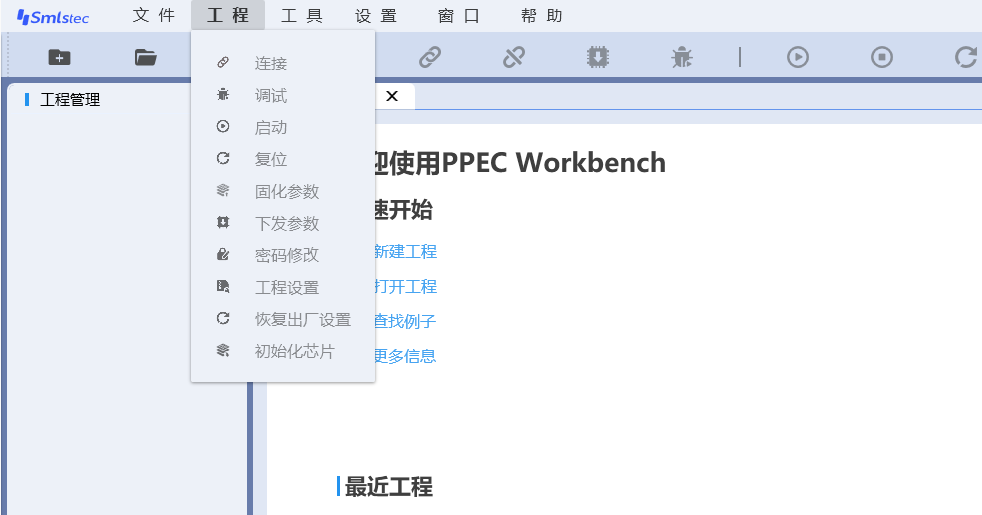 Smlstec
文件 工程 工具 设置 窗口 帮助
工程管理
连接
调试
启动
复位
固化参数
下发参数
密码修改
工程设置
恢复出厂设置
初始化芯片
迎使用PPEC Workbench
速开始
新建工程
打开工程
查找例子
更多信息
最近工程